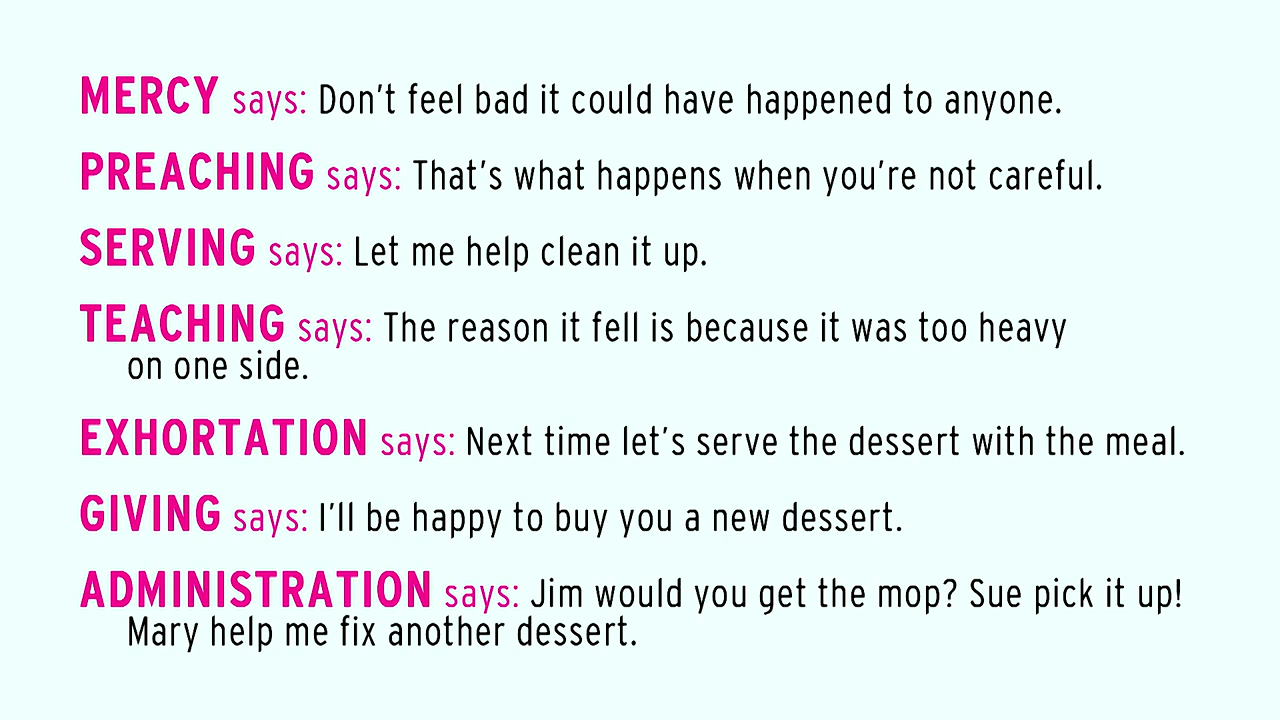 MERCY says: Don't feel bad it could have happened to anyone.
PREACHING says: That's what happens when you're not careful.
SERVING says: Let me help clean it up.
TEACHING says: The reason it fell is because it was too heavy
on one side.
EXHORTATION says: Next time let's serve the dessert with the meal.
GIVING says: I'll be happy to buy you a new dessert.
ADMINISTRATION says: Jim would you get the mop? Sue pick it up!
Mary help me fix another dessert.